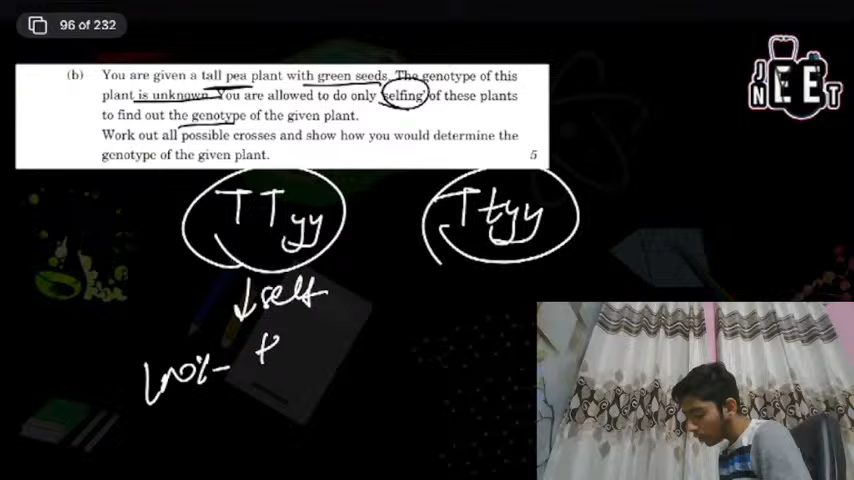 96 of 232
(b) You are given a tall pea plant with green seeds. The genotype of this
plant is unknown. You are allowed to do only 'selfing' of these plants
to find out the genotype of the given plant.
Work out all possible crosses and show how you would determine the
genotype of the given plant. 5
J
NEET
TTyy Ttyy
↓ self
100%